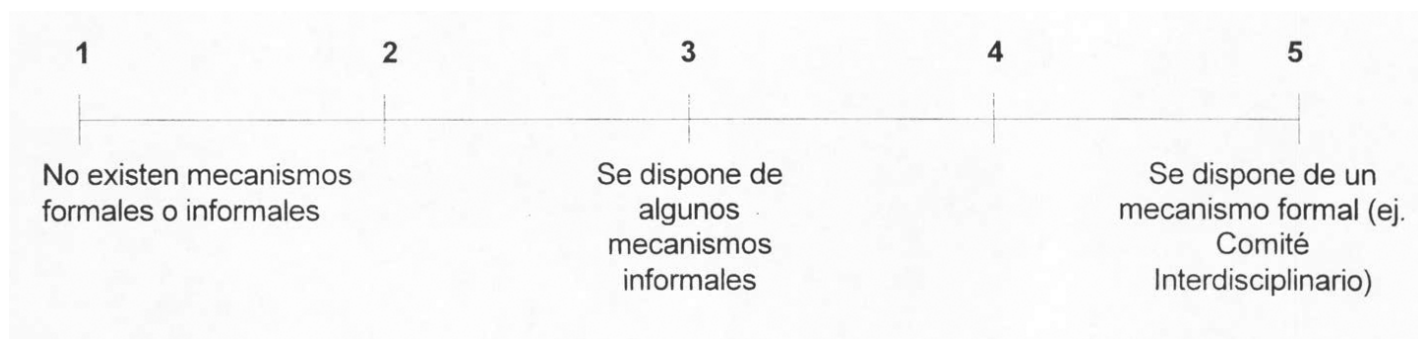 1 2 3 4 5
No existen mecanismos
formales o informales
Se dispone de
algunos
mecanismos
informales
Se dispone de un
mecanismo formal (ej.
Comité
Interdisciplinario)